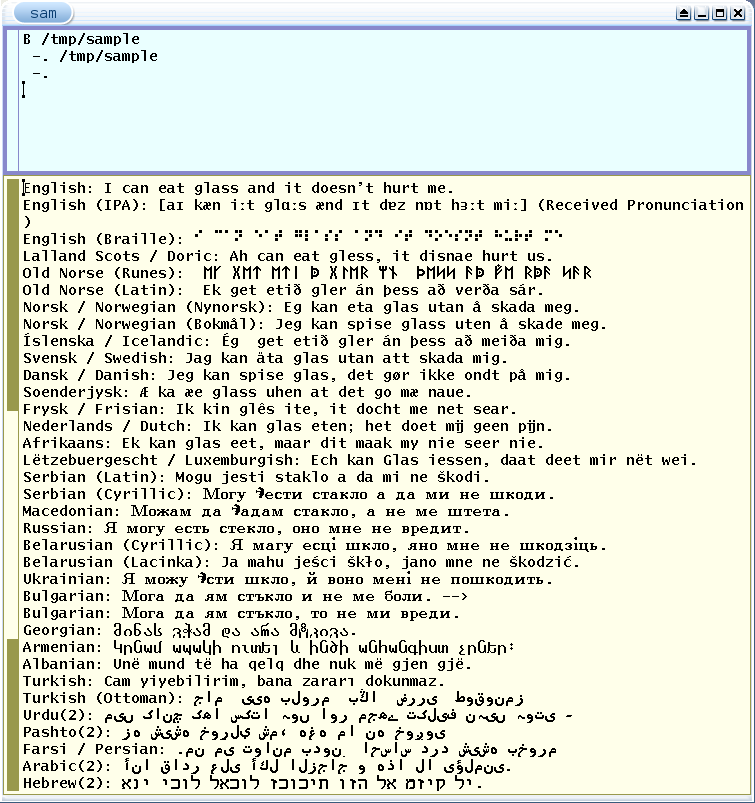 sam
B /tmp/sample
-. /tmp/sample
-.
English: I can eat glass and it doesn't hurt me.
English (IPA): [aɪ kæn iːt glɑːs ænd ɪt dɐz nɒt hɜːt miː] (Received Pronunciation
)
English (Braille): ⠊⠀⠉⠁⠝⠀⠑⠁⠞⠀⠛⠇⠁⠎⠎⠀⠁⠝⠙⠀⠊⠞⠀⠙⠕⠑⠎⠝⠞⠀⠓⠥⠗⠞⠀⠍⠑
Lalland Scots / Doric: Ah can eat gless, it disnae hurt us.
Old Norse (Runes): ᛖᚴ ᚷᛖᛏ ᛖᛏᛁ ᚧ ᚷᛚᛖᚱ ᛘᚾ ᚦᛖᛋᛋ ᚨᚧ ᚡᛖ ᚱᚧᚨ ᛋᚨᚱ
Old Norse (Latin): Ek get etið gler án þess að verða sár.
Norsk / Norwegian (Nynorsk): Eg kan eta glas utan å skada meg.
Norsk / Norwegian (Bokmål): Jeg kan spise glass uten å skade meg.
Íslenska / Icelandic: Ég get etið gler án þess að meiða mig.
Svensk / Swedish: Jag kan äta glas utan att skada mig.
Dansk / Danish: Jeg kan spise glas, det gør ikke ondt på mig.
Soenderjysk: Æ ka æe glass uhen at det go mæ naue.
Frysk / Frisian: Ik kin glês ite, it docht me net sear.
Nederlands / Dutch: Ik kan glas eten; het doet mĳ geen pĳn.
Afrikaans: Ek kan glas eet, maar dit maak my nie seer nie.
Lëtzebuergescht / Luxemburgish: Ech kan Glas iessen, daat deet mir nët wei.
Serbian (Latin): Mogu jesti staklo a da mi ne škodi.
Serbian (Cyrillic): Могу јести стакло а да ми не шкоди.
Macedonian: Можам да јадам стакло, а не ме штета.
Russian: Я могу есть стекло, оно мне не вредит.
Belarusian (Cyrillic): Я магу есці шкло, яно мне не шкодзіць.
Belarusian (Lacinka): Ja mahu jeści škło, jano mne ne škodzić.
Ukrainian: Я можу їсти шкло, й воно мені не пошкодить.
Bulgarian: Мога да ям стъкло и не ме боли. -->
Bulgarian: Мога да ям стъкло, то не ми вреди.
Georgian: მინას ვჭამ და არა მტკივა.
Armenian: Կրնամ ապակի ուտել և ինծի անհանգիստ չըներ։
Albanian: Unë mund të ha qelq dhe nuk më gjen gjë.
Turkish: Cam yiyebilirim, bana zararı dokunmaz.
Turkish (Ottoman): جام ييه بلورم بڭا ضررى طوقونمز
Urdu(2): میں کانچ کھا سکتا ہوں اور مجھے تکلیف نہیں ہوتی ۔
Pashto(2): زه شيشه خوړلې شم، هغه ما نه خوږوي
Farsi / Persian: .من می توانم بدونِ احساس درد شيشه بخورم
Arabic(2): أنا قادر على أكل الزجاج و هذا لا يؤلمني.
Hebrew(2): אני יכול לאכול זכוכית וזה לא מזיק לי.